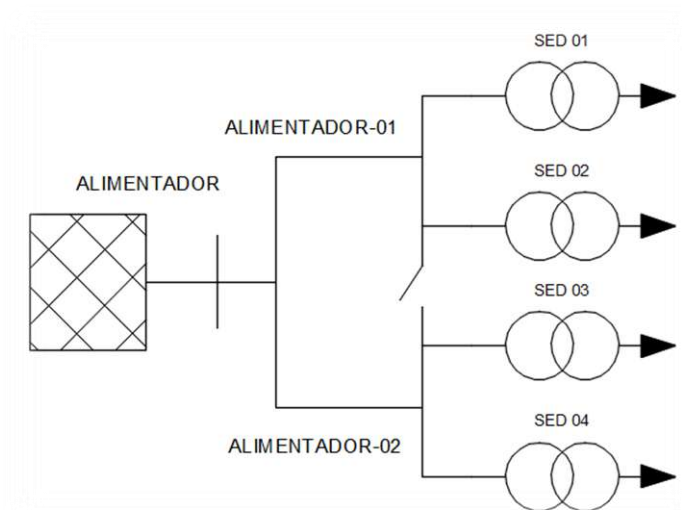 SED 01
ALIMENTADOR-01
SED 02
ALIMENTADOR
SED 03
SED 04
ALIMENTADOR-02